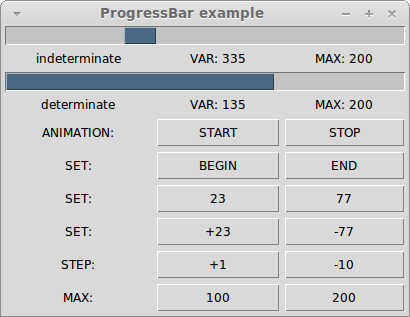 ProgressBar example
indeterminate VAR: 335 MAX: 200
determinate VAR: 135 MAX: 200
ANIMATION: START STOP
SET: BEGIN END
SET: 23 77
SET: +23 -77
STEP: +1 -10
MAX: 100 200